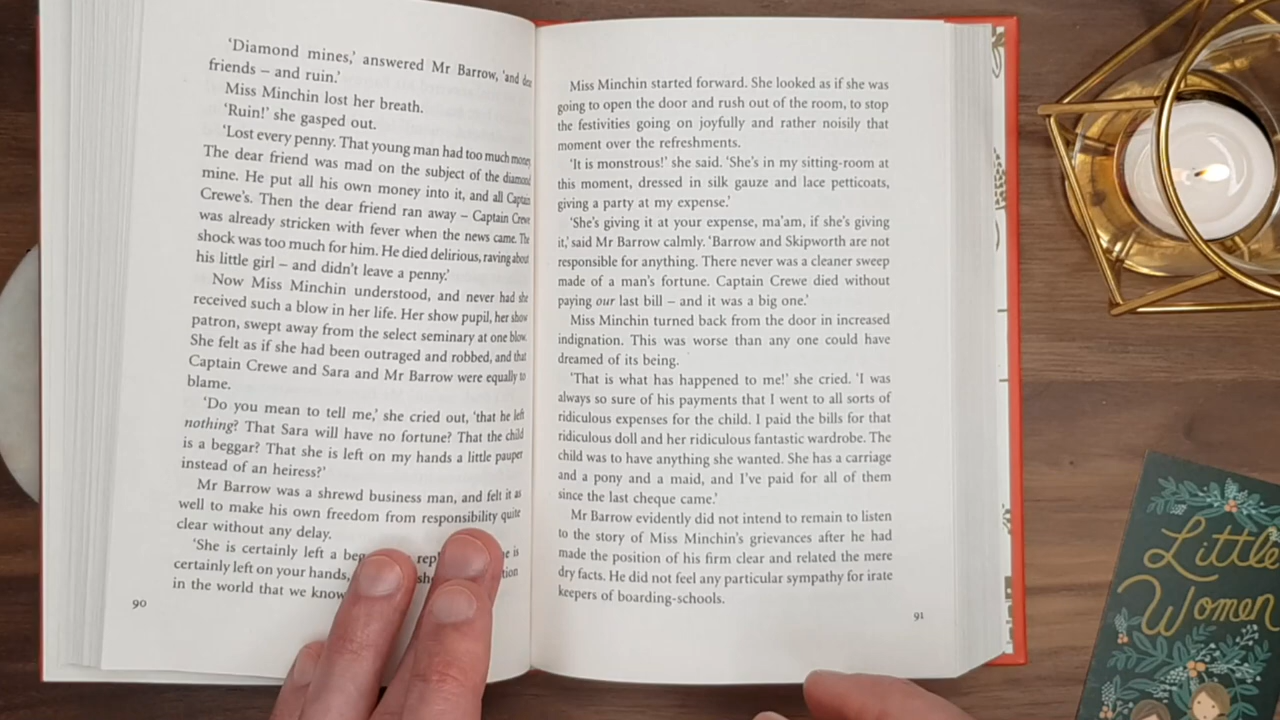 'Diamond mines,' answered Mr Barrow, 'and dear
friends – and ruin.'
Miss Minchin lost her breath.
'Ruin!' she gasped out.
'Lost every penny. That young man had too much money.
The dear friend was mad on the subject of the diamond
mine. He put all his own money into it, and all Captain
Crewe's. Then the dear friend ran away – Captain Crewe
was already stricken with fever when the news came. The
shock was too much for him. He died delirious, raving about
his little girl – and didn't leave a penny.'
Now Miss Minchin understood, and never had she
received such a blow in her life. Her show pupil, her show
patron, swept away from the select seminary at one blow.
She felt as if she had been outraged and robbed, and that
Captain Crewe and Sara and Mr Barrow were equally to
blame.
'Do you mean to tell me,' she cried out, 'that he left
nothing? That Sara will have no fortune? That the child
is a beggar? That she is left on my hands a little pauper
instead of an heiress?'
Mr Barrow was a shrewd business man, and felt it as
well to make his own freedom from responsibility quite
clear without any delay.
'She is certainly left a is
certainly left on your hands,
in the world that we know
90
Miss Minchin started forward. She looked as if she was
going to open the door and rush out of the room, to stop
the festivities going on joyfully and rather noisily that
moment over the refreshments.
'It is monstrous!' she said. 'She's in my sitting-room at
this moment, dressed in silk gauze and lace petticoats,
giving a party at my expense.'
'She's giving it at your expense, ma'am, if she's giving
it,' said Mr Barrow calmly. 'Barrow and Skipworth are not
responsible for anything. There never was a cleaner sweep
made of a man's fortune. Captain Crewe died without
paying our last bill – and it was a big one.'
Miss Minchin turned back from the door in increased
indignation. This was worse than any one could have
dreamed of its being.
'That is what has happened to me!' she cried. 'I was
always so sure of his payments that I went to all sorts of
ridiculous expenses for the child. I paid the bills for that
ridiculous doll and her ridiculous fantastic wardrobe. The
child was to have anything she wanted. She has a carriage
and a pony and a maid, and I've paid for all of them
since the last cheque came.'
Mr Barrow evidently did not intend to remain to listen
to the story of Miss Minchin's grievances after he had
made the position of his firm clear and related the mere
dry facts. He did not feel any particular sympathy for irate
keepers of boarding-schools.
91
Little
Women